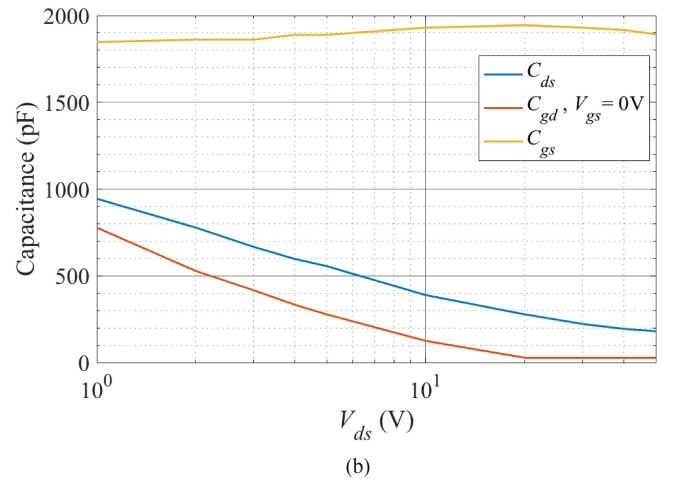 2000
1500
1000
500
0
Capacitance (pF)
C_ds
C_gd , V_gs = 0V
C_gs
10^0
10^1
V_ds (V)
(b)